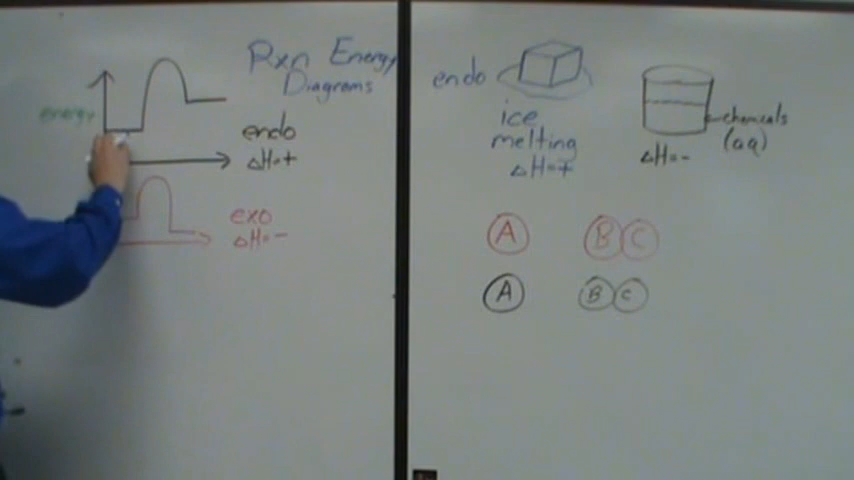 Rxn Energy
Diagrams
energy
endo
ΔH=+
exo
ΔH=-
endo
ice
melting
ΔH=+
chemicals
(aq)
ΔH=-
A B C
A B C